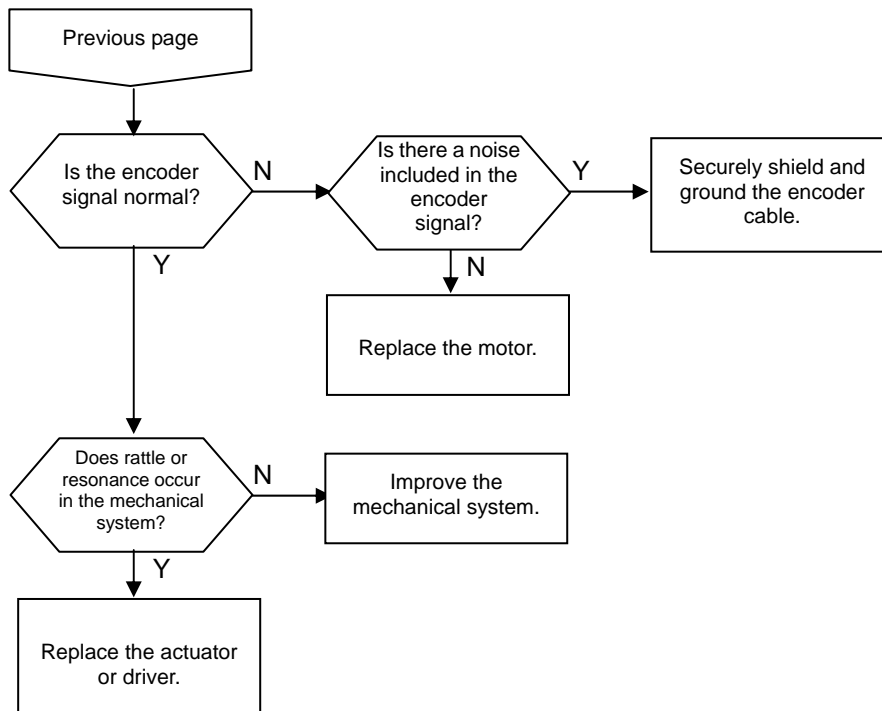 Previous page
Is the encoder
signal normal?
N
Is there a noise
included in the
encoder
signal?
Y
Securely shield and
ground the encoder
cable.
Y
N
Replace the motor.
Does rattle or
resonance occur
in the mechanical
system?
N
Improve the
mechanical system.
Y
Replace the actuator
or driver.